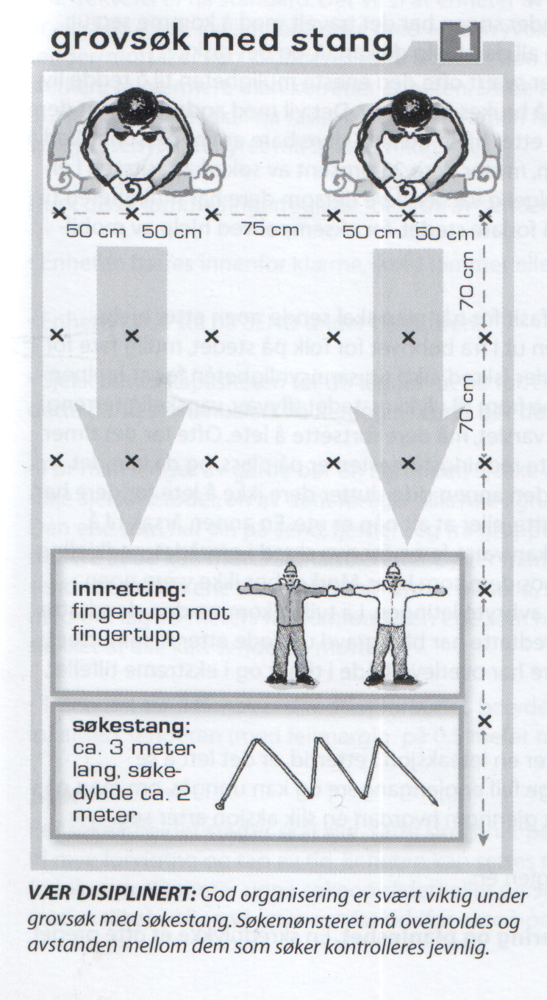 grovsøk med stang 1
50 cm 50 cm 75 cm 50 cm 50 cm
70 cm
70 cm
innretting:
fingertupp mot
fingertupp
søkestang:
ca. 3 meter
lang, søke-
dybde ca. 2
meter
VÆR DISIPLINERT: God organisering er svært viktig under
grovsøk med søkestang. Søkemønsteret må overholdes og
avstanden mellom dem som søker kontrolleres jevnlig.